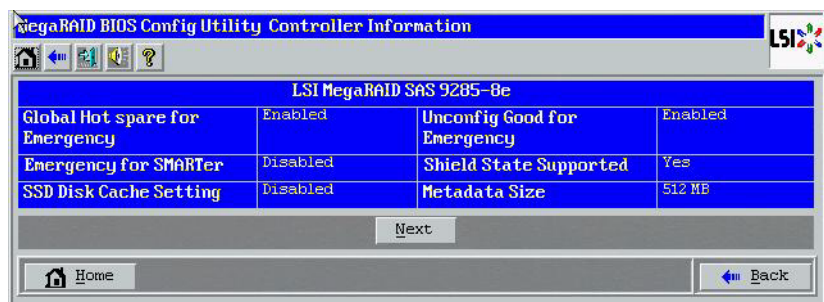 MegaRAID BIOS Config Utility Controller Information
LSI
LSI MegaRAID SAS 9285-8e
Global Hot spare for Emergency Enabled Unconfig Good for Emergency Enabled
Emergency for SMARTer Disabled Shield State Supported Yes
SSD Disk Cache Setting Disabled Metadata Size 512 MB
Next
Home Back